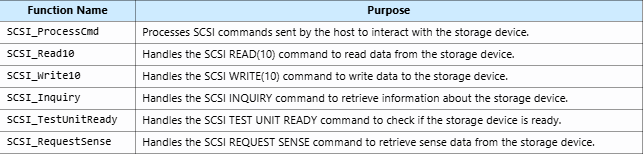 Function Name Purpose
SCSI_ProcessCmd Processes SCSI commands sent by the host to interact with the storage device.
SCSI_Read10 Handles the SCSI READ(10) command to read data from the storage device.
SCSI_Write10 Handles the SCSI WRITE(10) command to write data to the storage device.
SCSI_Inquiry Handles the SCSI INQUIRY command to retrieve information about the storage device.
SCSI_TestUnitReady Handles the SCSI TEST UNIT READY command to check if the storage device is ready.
SCSI_RequestSense Handles the SCSI REQUEST SENSE command to retrieve sense data from the storage device.